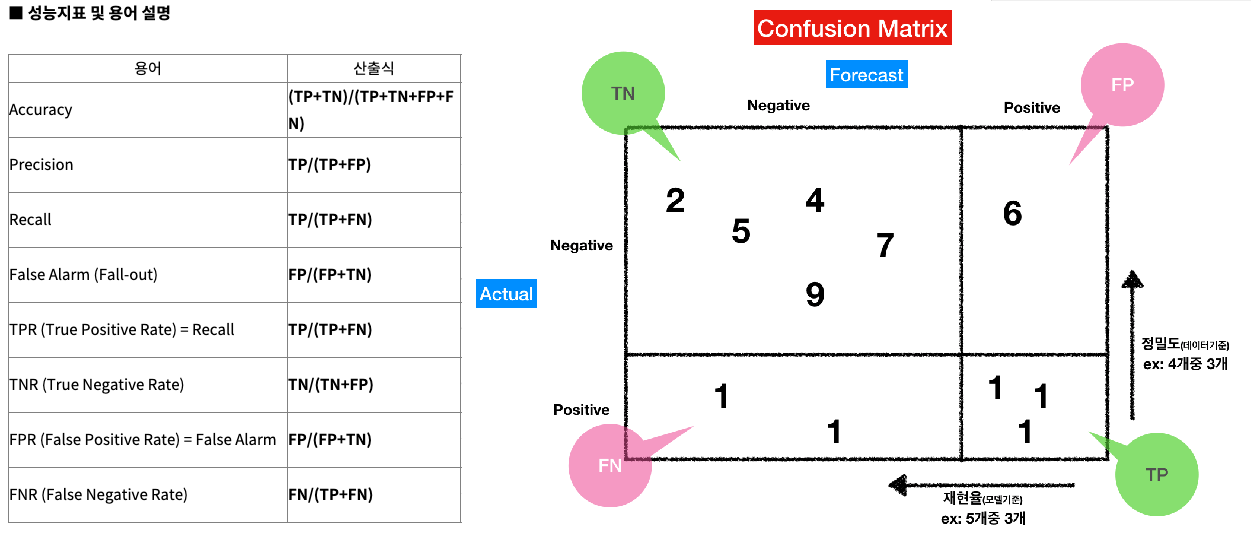 ■ 성능지표 및 용어 설명
용어 산출식
Accuracy (TP+TN)/(TP+TN+FP+F
N)
Precision TP/(TP+FP)
Recall TP/(TP+FN)
False Alarm (Fall-out) FP/(FP+TN)
TPR (True Positive Rate) = Recall TP/(TP+FN)
TNR (True Negative Rate) TN/(TN+FP)
FPR (False Positive Rate) = False Alarm FP/(FP+TN)
FNR (False Negative Rate) FN/(TP+FN)
Confusion Matrix
Forecast
TN
FP
Negative Positive
2 4
5
6
7
9
Negative
Actual
정밀도(데이터기준)
ex: 4개중 3개
1 1 1
1 1
Positive
FN
TP
재현율(모델기준)
ex: 5개중 3개